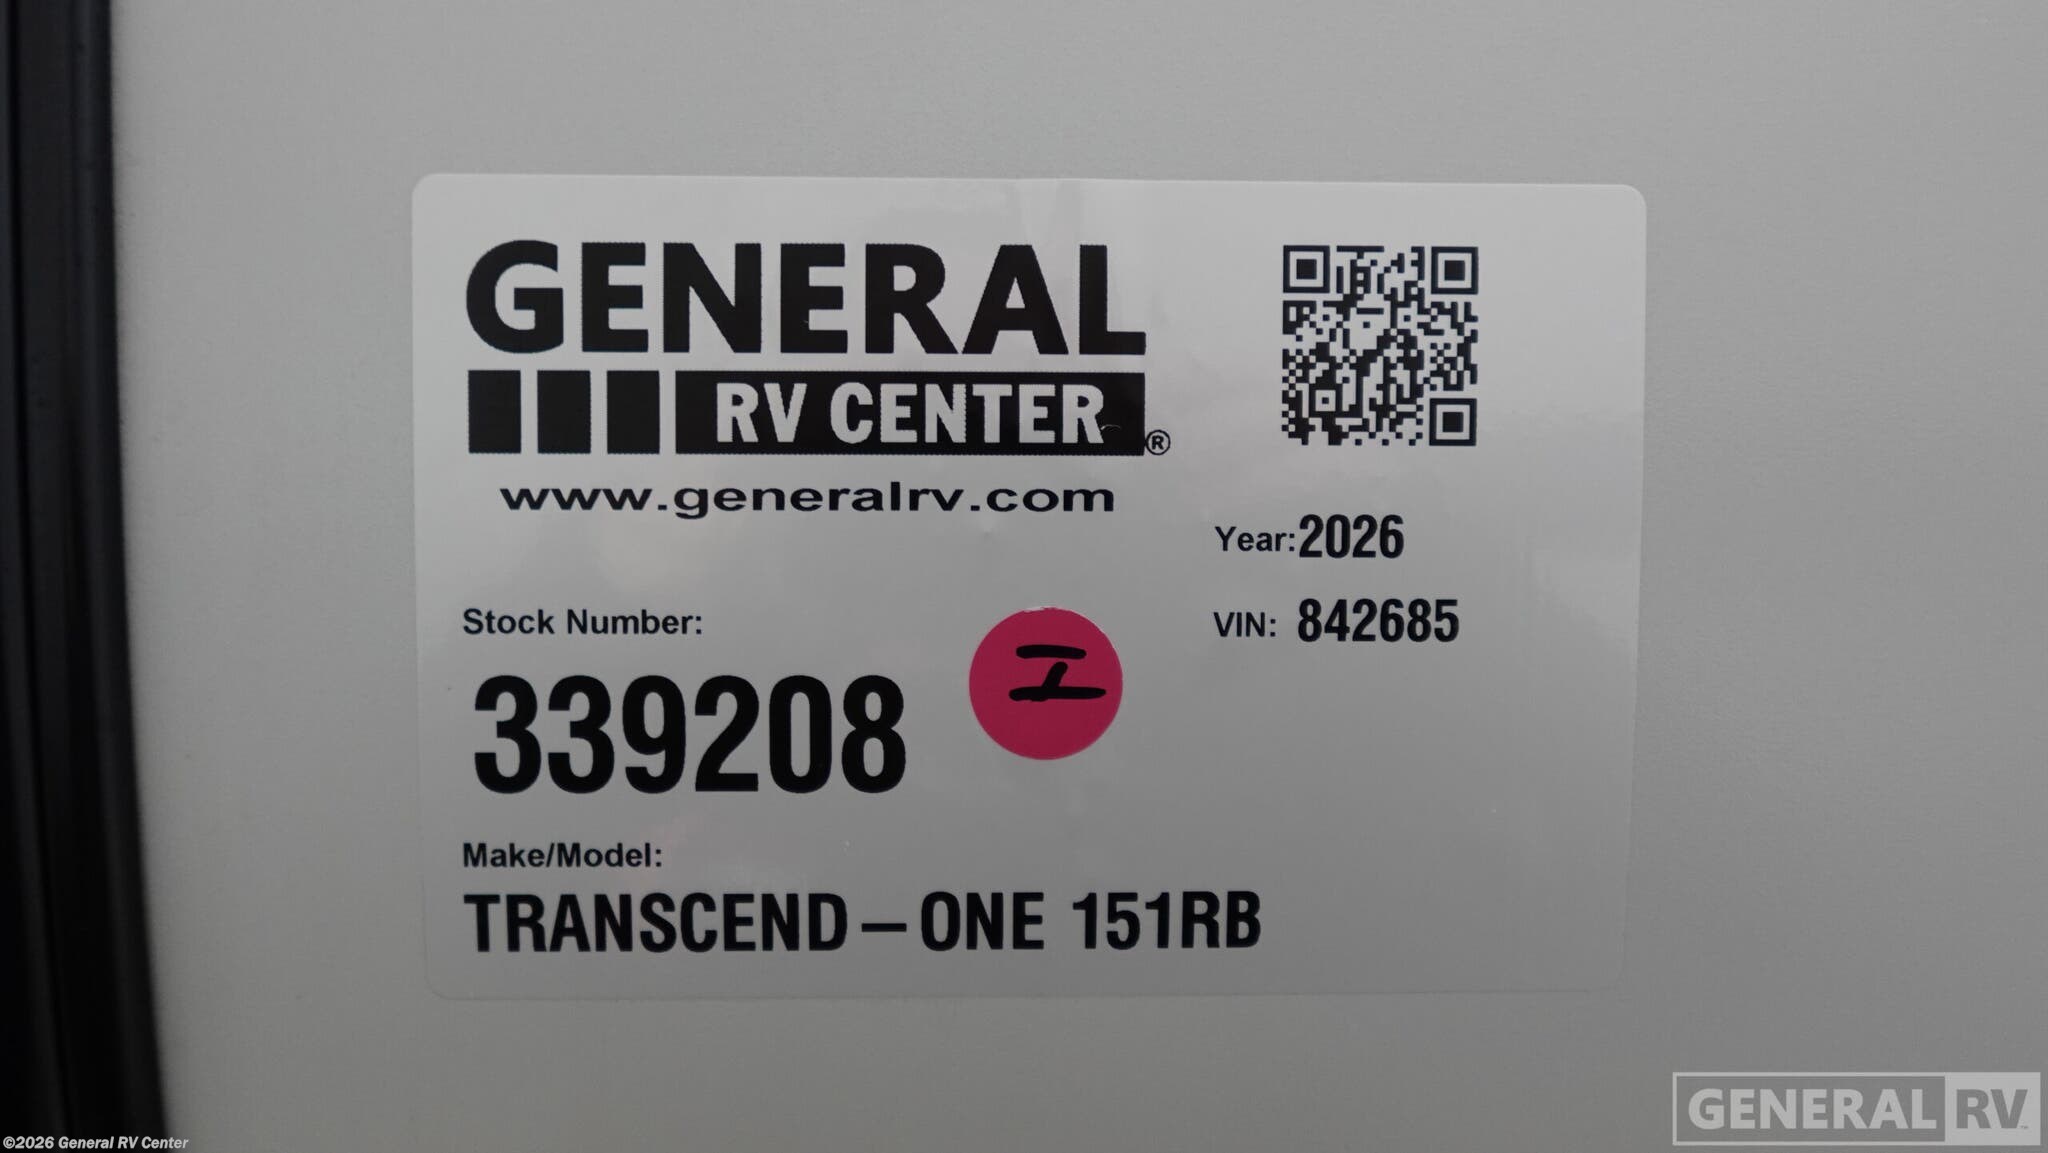 GENERAL
RV CENTER®
www.generalrv.com
Year: 2026
VIN: 842685
Stock Number:
339208
I
Make/Model:
TRANSCEND – ONE 151RB
GENERAL RV™
©2026 General RV Center